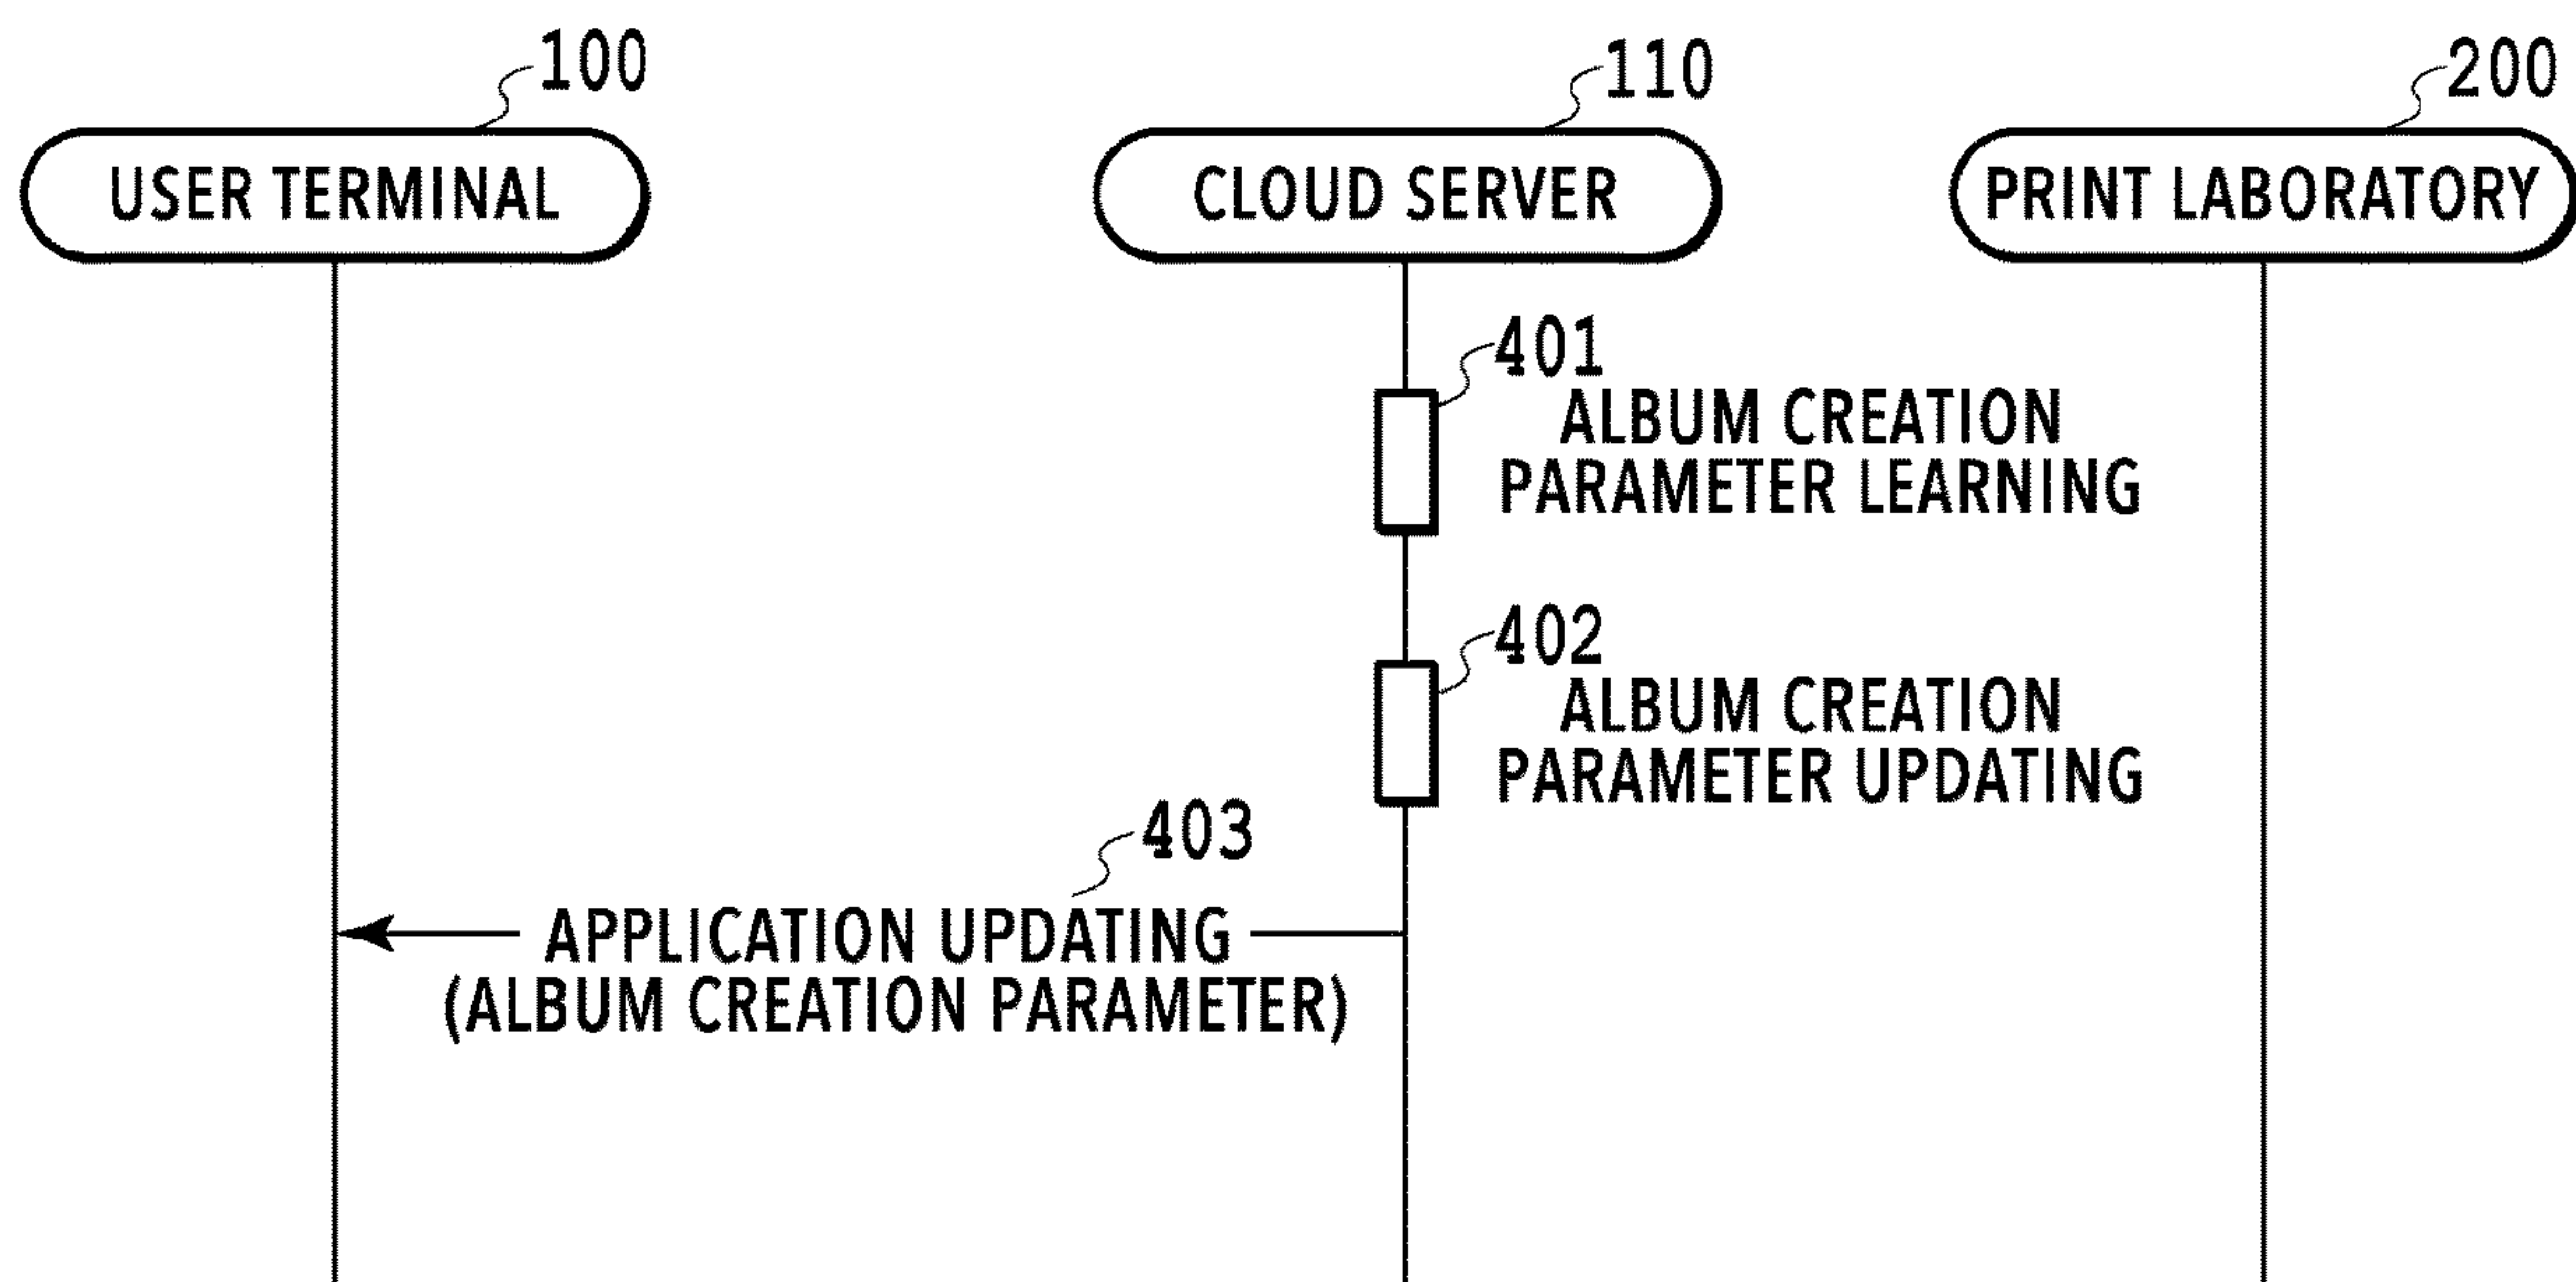 100
110
200
USER TERMINAL
CLOUD SERVER
PRINT LABORATORY
401
ALBUM CREATION
PARAMETER LEARNING
402
ALBUM CREATION
PARAMETER UPDATING
403
APPLICATION UPDATING
(ALBUM CREATION PARAMETER)